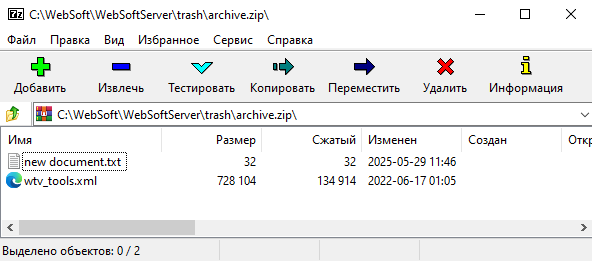 C:\WebSoft\WebSoftServer\trash\archive.zip\
Файл Правка Вид Избранное Сервис Справка
Добавить Извлечь Тестировать Копировать Переместить Удалить Информация
C:\WebSoft\WebSoftServer\trash\archive.zip\
Имя Размер Сжатый Изменен Создан Откр
new document.txt 32 32 2025-05-29 11:46
wtv_tools.xml 728 104 134 914 2022-06-17 01:05
Выделено объектов: 0 / 2